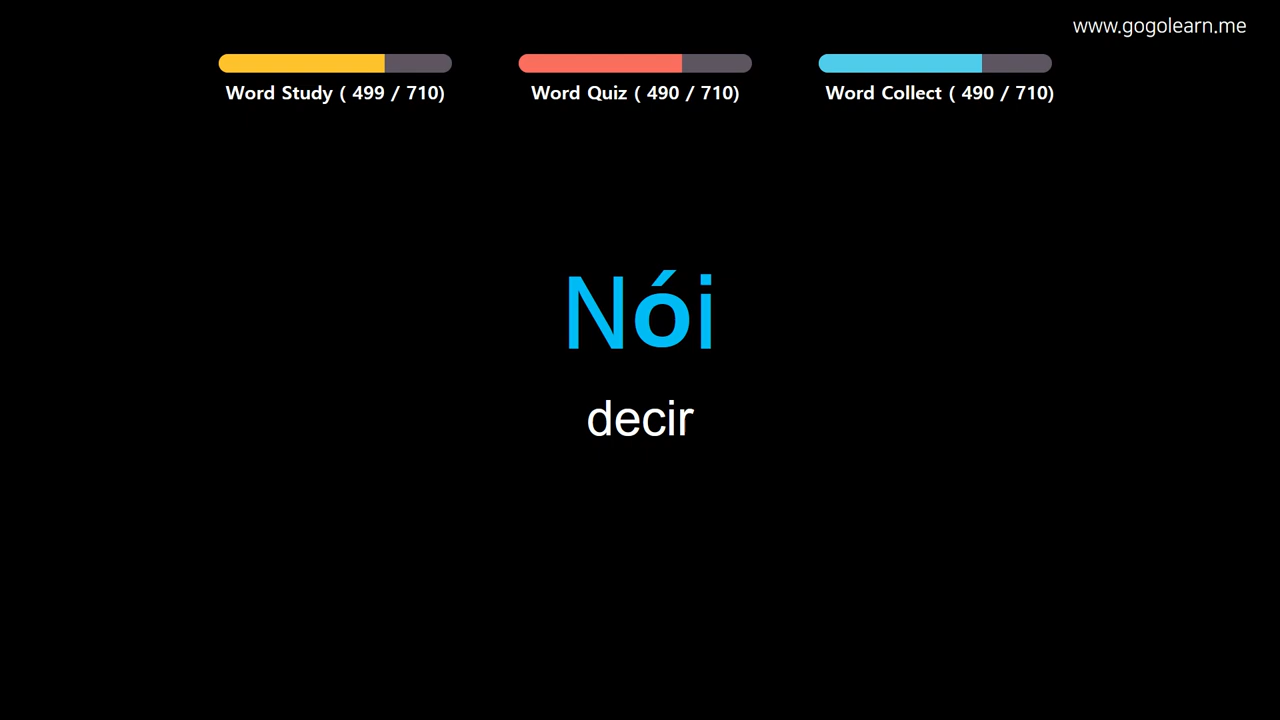 www.gogolearn.me
Word Study ( 499 / 710)
Word Quiz ( 490 / 710)
Word Collect ( 490 / 710)
Nói
decir